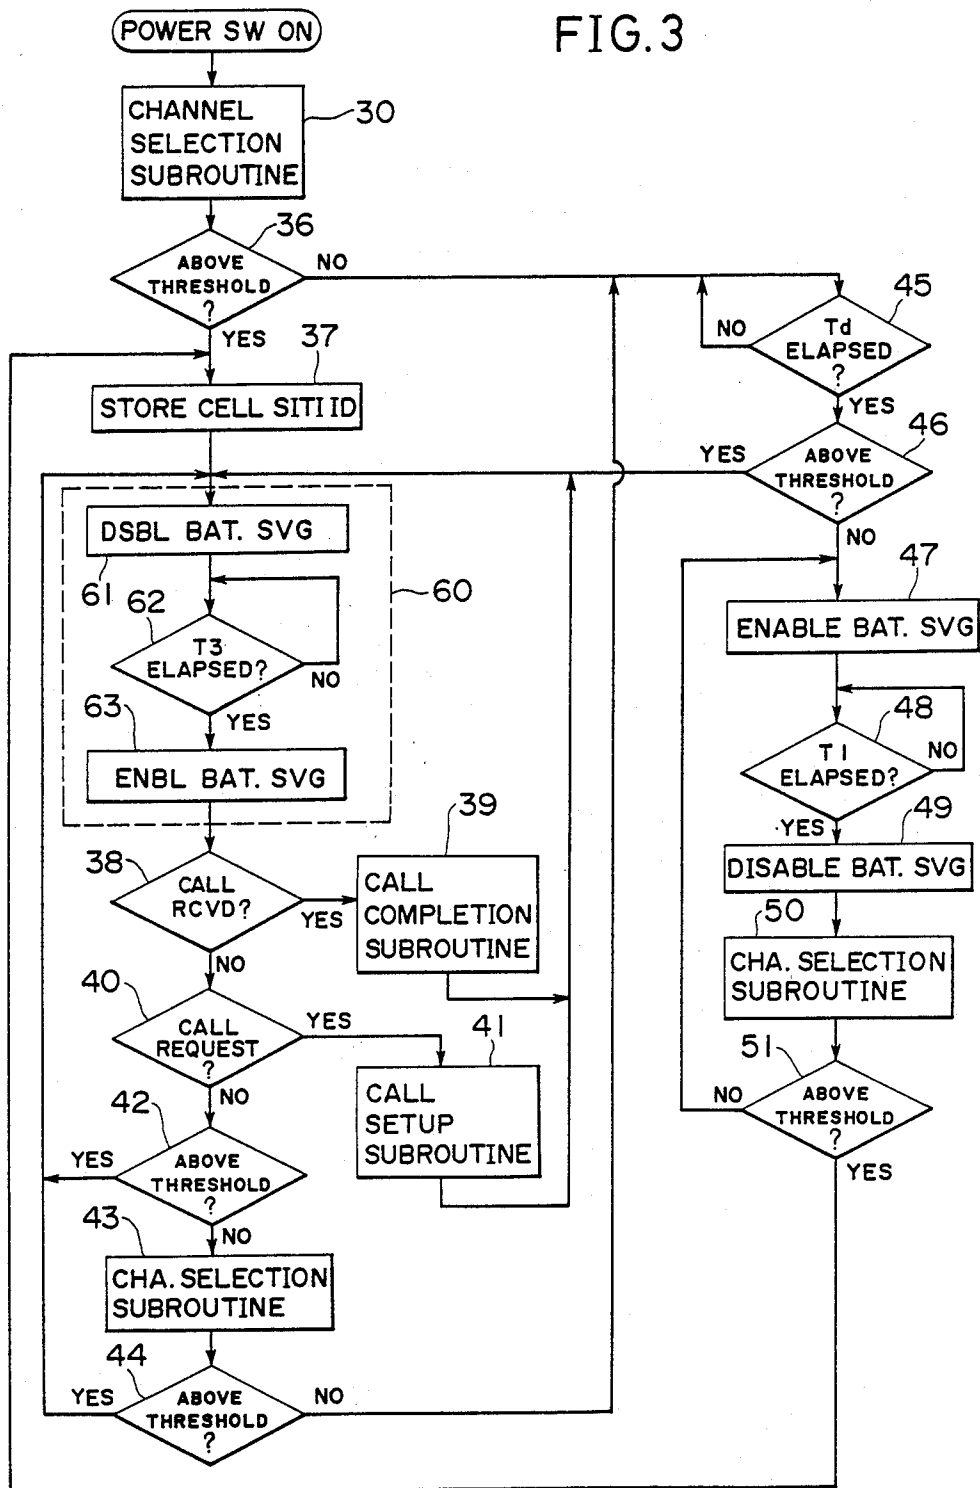 FIG.3
POWER SW ON
CHANNEL
SELECTION
SUBROUTINE
30
36
ABOVE
THRESHOLD
?
NO
YES
37
STORE CELL SITI ID
DSBL BAT. SVG
61
60
62
T3
ELAPSED?
NO
YES
63
ENBL BAT. SVG
38
CALL
RCVD?
YES
NO
39
CALL
COMPLETION
SUBROUTINE
40
CALL
REQUEST
?
YES
NO
41
CALL
SETUP
SUBROUTINE
42
ABOVE
THRESHOLD
?
YES
NO
43
CHA. SELECTION
SUBROUTINE
44
ABOVE
THRESHOLD
?
YES
NO
45
Td
ELAPSED
?
NO
YES
46
ABOVE
THRESHOLD
?
YES
NO
47
ENABLE BAT. SVG
48
T1
ELAPSED?
NO
YES
49
DISABLE BAT. SVG
50
CHA. SELECTION
SUBROUTINE
51
ABOVE
THRESHOLD
?
NO
YES